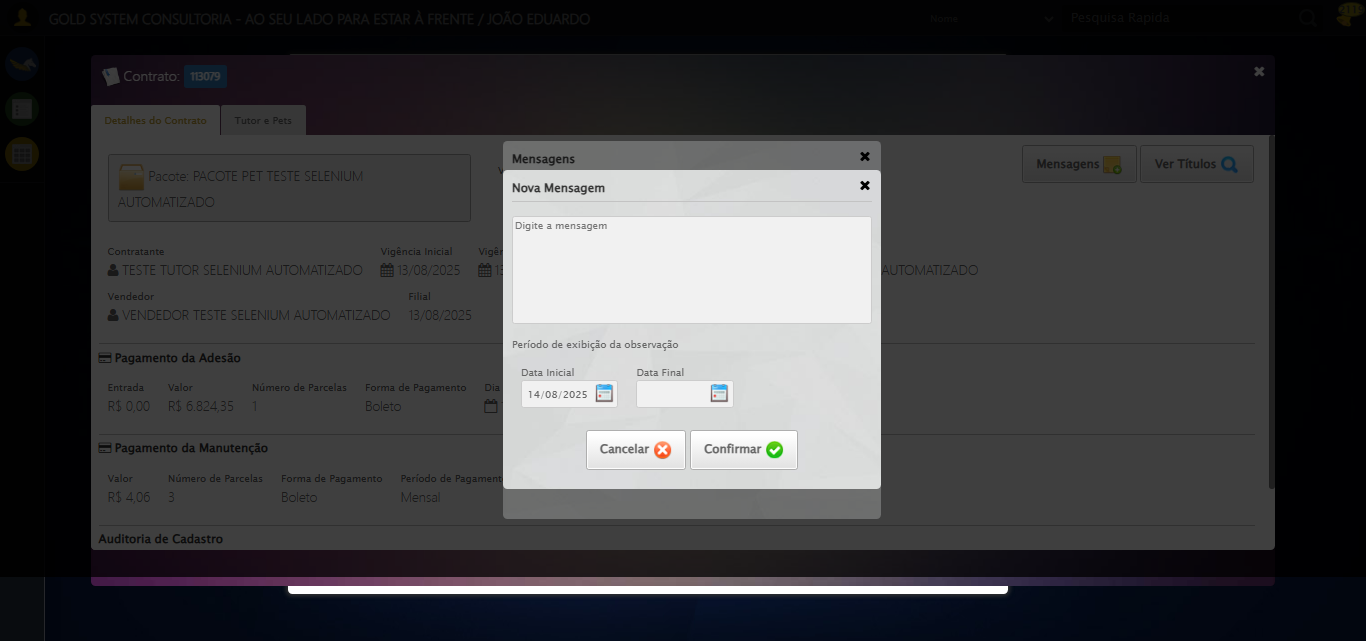 GOLD SYSTEM CONSULTORIA - AO SEU LADO PARA ESTAR À FRENTE / JOÃO EDUARDO
Nome
Pesquisa Rapida
Contrato: 113079
Detalhes do Contrato
Tutor e Pets
Pacote: PACOTE PET TESTE SELENIUM
AUTOMATIZADO
Mensagens
Ver Títulos
Contratante
TESTE TUTOR SELENIUM AUTOMATIZADO
Vigência Inicial
13/08/2025
AUTOMATIZADO
Vendedor
VENDEDOR TESTE SELENIUM AUTOMATIZADO
Filial
13/08/2025
Pagamento da Adesão
Entrada Valor Número de Parcelas Forma de Pagamento Dia
R$ 0,00 R$ 6.824,35 1 Boleto
Pagamento da Manutenção
Valor Número de Parcelas Forma de Pagamento Período de Pagamento
R$ 4,06 3 Boleto Mensal
Auditoria de Cadastro
Mensagens
Nova Mensagem
Digite a mensagem
Período de exibição da observação
Data Inicial Data Final
14/08/2025
Cancelar Confirmar